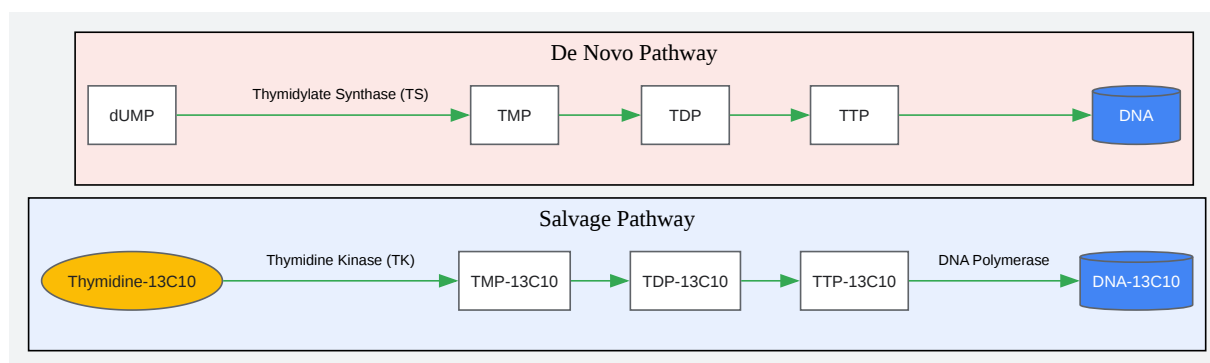 De Novo Pathway
dUMP
Thymidylate Synthase (TS)
TMP
TDP
TTP
DNA
Salvage Pathway
Thymidine-13C10
Thymidine Kinase (TK)
TMP-13C10
TDP-13C10
TTP-13C10
DNA Polymerase
DNA-13C10